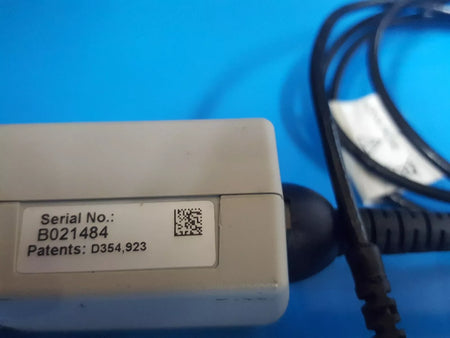 Serial No.:
B021484
Patents: D354,923